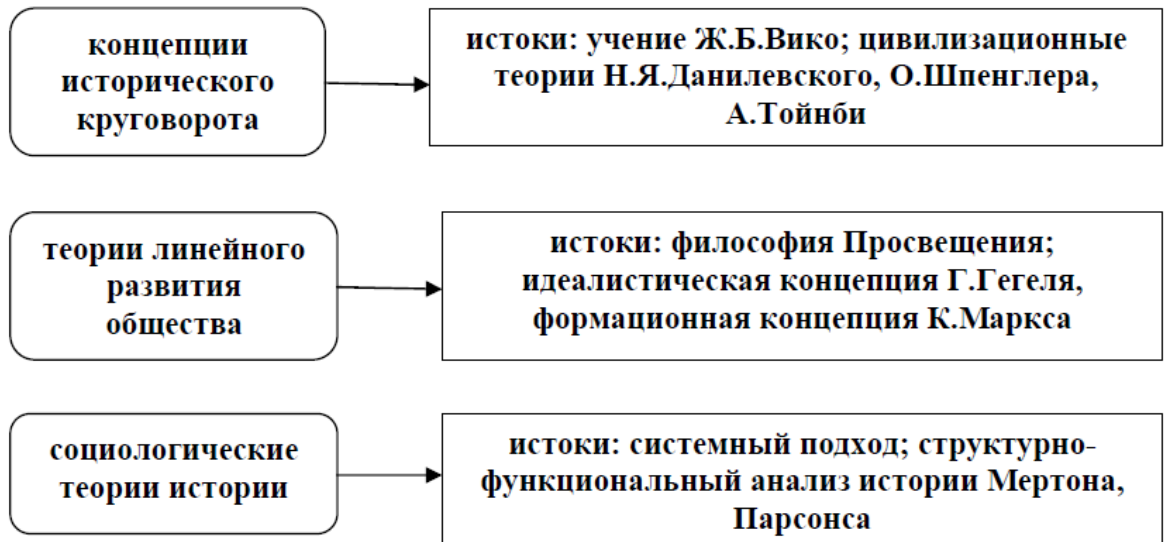 концепции
исторического
круговорота
истоки: учение Ж.Б.Вико; цивилизационные
теории Н.Я.Данилевского, О.Шпенглера,
А.Тойнби
теории линейного
развития
общества
истоки: философия Просвещения;
идеалистическая концепция Г.Гегеля,
формационная концепция К.Маркса
социологические
теории истории
истоки: системный подход; структурно-
функциональный анализ истории Мертона,
Парсонса